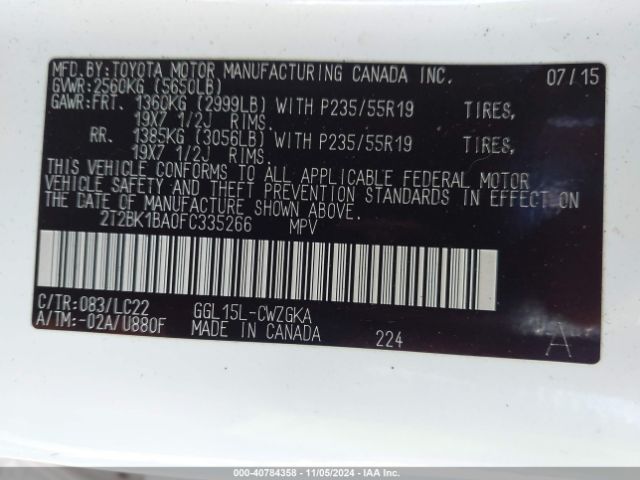 MFD.BY:TOYOTA MOTOR MANUFACTURING CANADA INC. 07/15
GVWR:2560KG (5650LB)
GAWR:FRT. 1360KG (2999LB) WITH P235/55R19 TIRES,
19X7 1/2J RIMS.
RR. 1385KG (3056LB) WITH P235/55R19 TIRES,
19X7 1/2J RIMS.
THIS VEHICLE CONFORMS TO ALL APPLICABLE FEDERAL MOTOR
VEHICLE SAFETY AND THEFT PREVENTION STANDARDS IN EFFECT ON
THE DATE OF MANUFACTURE SHOWN ABOVE.
2T2BK1BA0FC335266 MPV
C/TR:083/LC22 GGL15L-CWZGKA
A/TM:-02A/U880F MADE IN CANADA 224 A
000-40784358 - 11/05/2024 - IAAI.COM